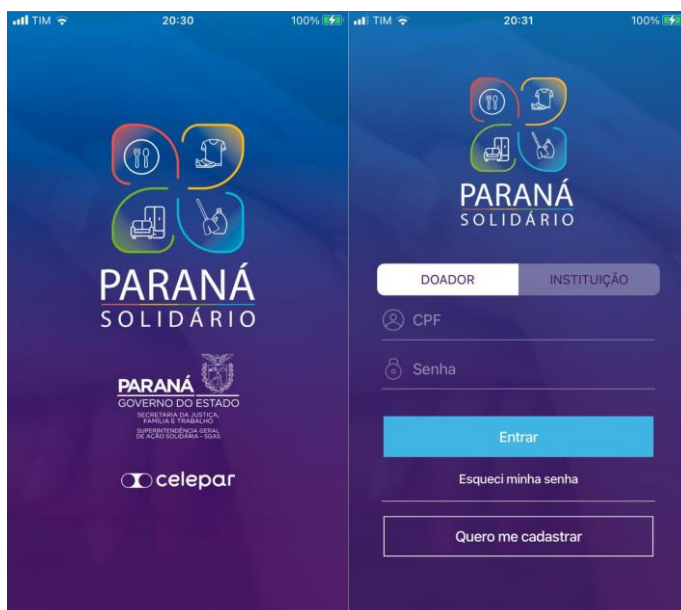 TIM
20:30
100%
PARANÁ
SOLIDÁRIO
PARANÁ
GOVERNO DO ESTADO
SECRETARIA DA JUSTIÇA,
FAMÍLIA E TRABALHO
SUPERINTENDÊNCIA GERAL
DE AÇÃO SOLIDÁRIA - SGAS
celepar
TIM
20:31
100%
PARANÁ
SOLIDÁRIO
DOADOR
INSTITUIÇÃO
CPF
Senha
Entrar
Esqueci minha senha
Quero me cadastrar